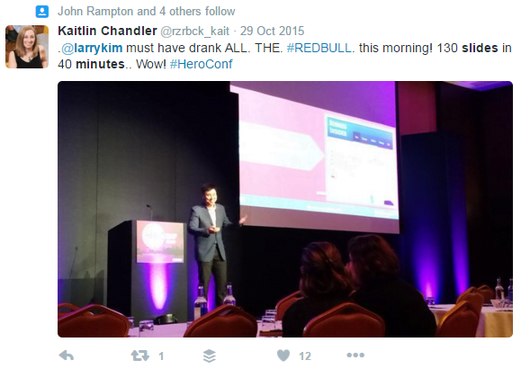 John Rampton and 4 others follow
Kaitlin Chandler @rzrbck_kait · 29 Oct 2015
.@larrykim must have drank ALL. THE. #REDBULL. this morning! 130 slides in
40 minutes.. Wow! #HeroConf
1
12